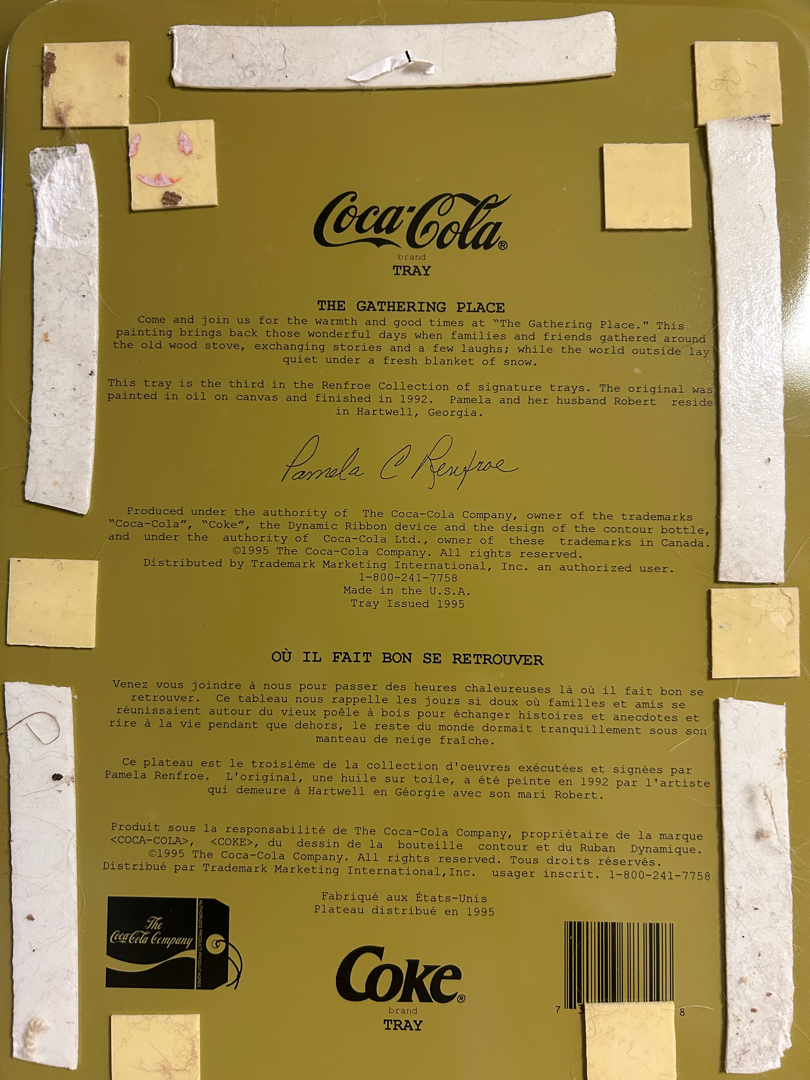 Coca-Cola®
brand
TRAY
THE GATHERING PLACE
Come and join us for the warmth and good times at “The Gathering Place." This
painting brings back those wonderful days when families and friends gathered around
the old wood stove, exchanging stories and a few laughs; while the world outside lay
quiet under a fresh blanket of snow.
This tray is the third in the Renfroe Collection of signature trays. The original was
painted in oil on canvas and finished in 1992. Pamela and her husband Robert reside
in Hartwell, Georgia.
Pamela C Renfroe
Produced under the authority of The Coca-Cola Company, owner of the trademarks
“Coca-Cola”, “Coke”, the Dynamic Ribbon device and the design of the contour bottle,
and under the authority of Coca-Cola Ltd., owner of these trademarks in Canada.
©1995 The Coca-Cola Company. All rights reserved.
Distributed by Trademark Marketing International, Inc. an authorized user.
1-800-241-7758
Made in the U.S.A.
Tray Issued 1995
OÙ IL FAIT BON SE RETROUVER
Venez vous joindre à nous pour passer des heures chaleureuses là où il fait bon se
retrouver. Ce tableau nous rappelle les jours si doux où familles et amis se
réunissaient autour du vieux poêle à bois pour échanger histoires et anecdotes et
rire à la vie pendant que dehors, le reste du monde dormait tranquillement sous son
manteau de neige fraîche.
Ce plateau est le troisiéme de la collection d'oeuvres exécutées et signées par
Pamela Renfroe. L'original, une huile sur toile, a été peinte en 1992 par l'artiste
qui demeure à Hartwell en Géorgie avec son mari Robert.
Produit sous la responsabilité de The Coca-Cola Company, propriétaire de la marque
<COCA-COLA>, <COKE>, du dessin de la bouteille contour et du Ruban Dynamique.
©1995 The Coca-Cola Company. All rights reserved. Tous droits réservés.
Distribué par Trademark Marketing International,Inc. usager inscrit. 1-800-241-7758
Fabriqué aux États-Unis
Plateau distribué en 1995
The
Coca-Cola Company
Coke®
brand
TRAY
7
8